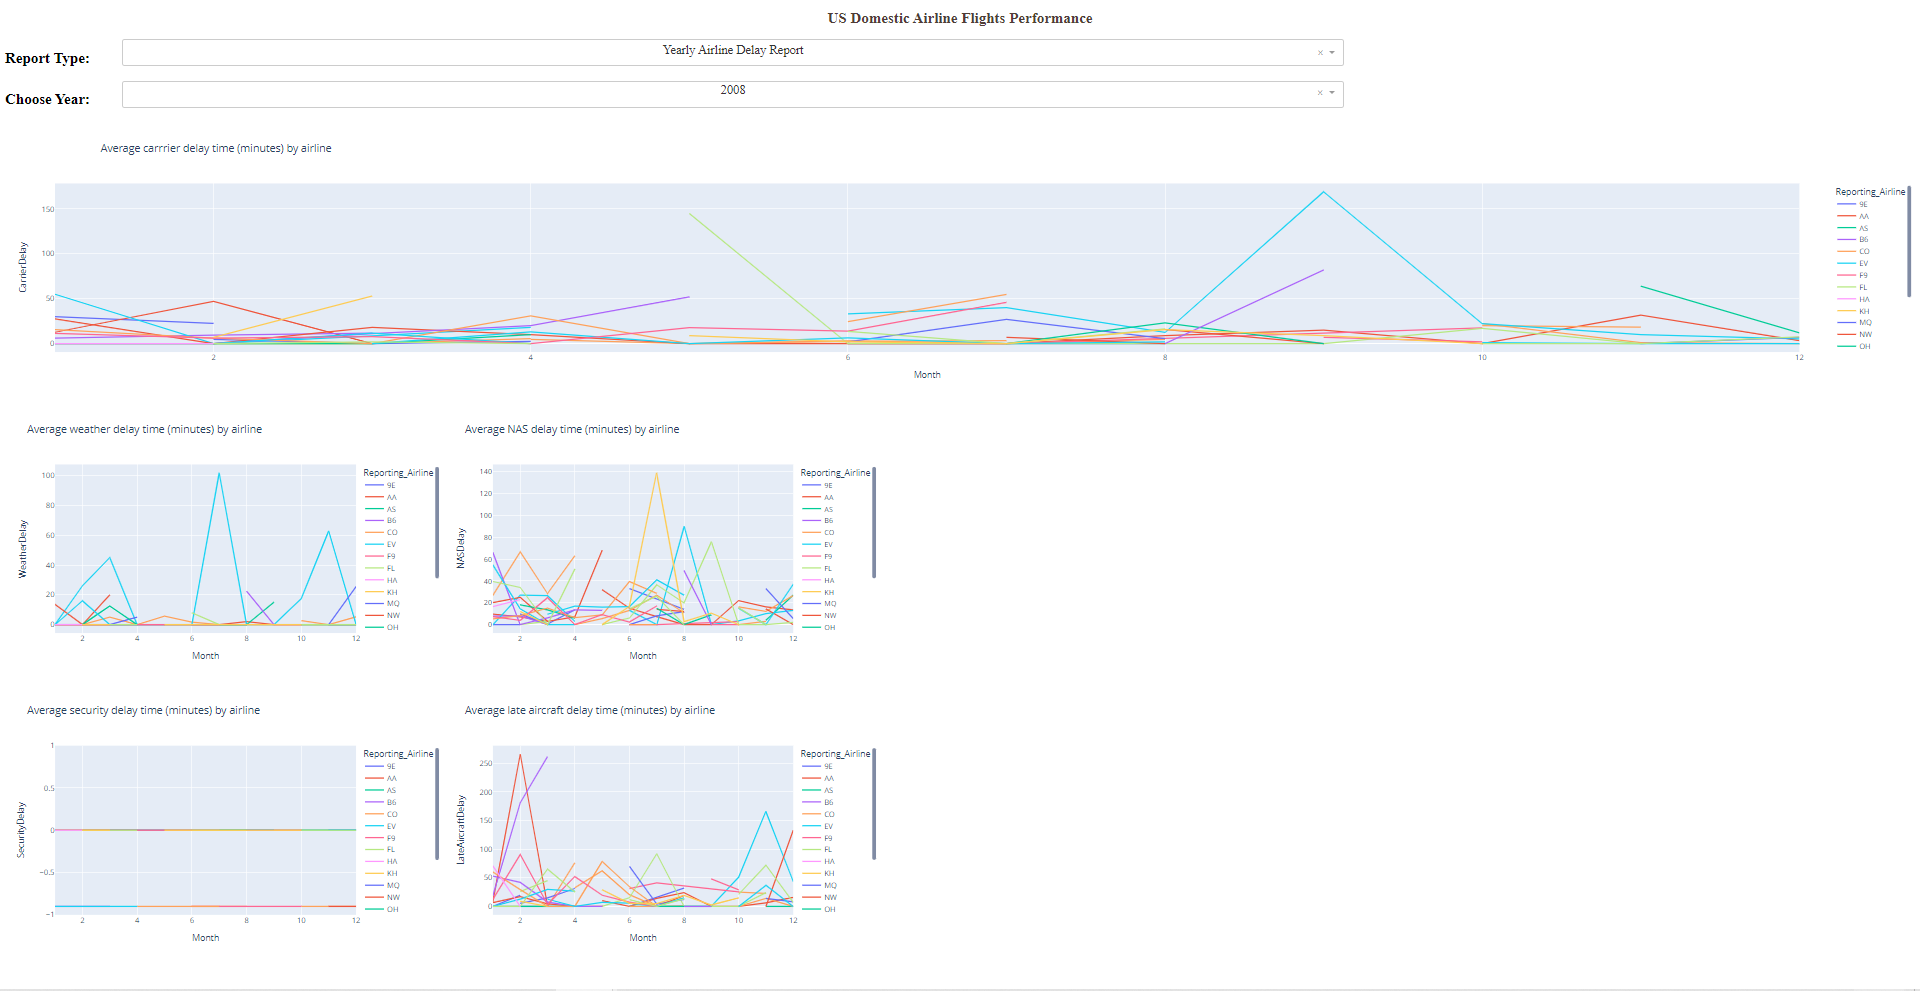 US Domestic Airline Flights Performance
Report Type:
Yearly Airline Delay Report
× 
Choose Year:
2008
×
Average carrrier delay time (minutes) by airline
CarrierDelay
150
100
50
0
2 4 6 8 10 12
Month
Reporting_Airline
9E
AA
AS
B6
CO
EV
F9
FL
HA
KH
MQ
NW
OH
Average weather delay time (minutes) by airline
WeatherDelay
100
80
60
40
20
0
2 4 6 8 10 12
Month
Reporting_Airline
9E
AA
AS
B6
CO
EV
F9
FL
HA
KH
MQ
NW
OH
Average NAS delay time (minutes) by airline
NASDelay
140
120
100
80
60
40
20
0
2 4 6 8 10 12
Month
Reporting_Airline
9E
AA
AS
B6
CO
EV
F9
FL
HA
KH
MQ
NW
OH
Average security delay time (minutes) by airline
SecurityDelay
1
0.5
0
−0.5
−1
2 4 6 8 10 12
Month
Reporting_Airline
9E
AA
AS
B6
CO
EV
F9
FL
HA
KH
MQ
NW
OH
Average late aircraft delay time (minutes) by airline
LateAircraftDelay
250
200
150
100
50
0
2 4 6 8 10 12
Month
Reporting_Airline
9E
AA
AS
B6
CO
EV
F9
FL
HA
KH
MQ
NW
OH